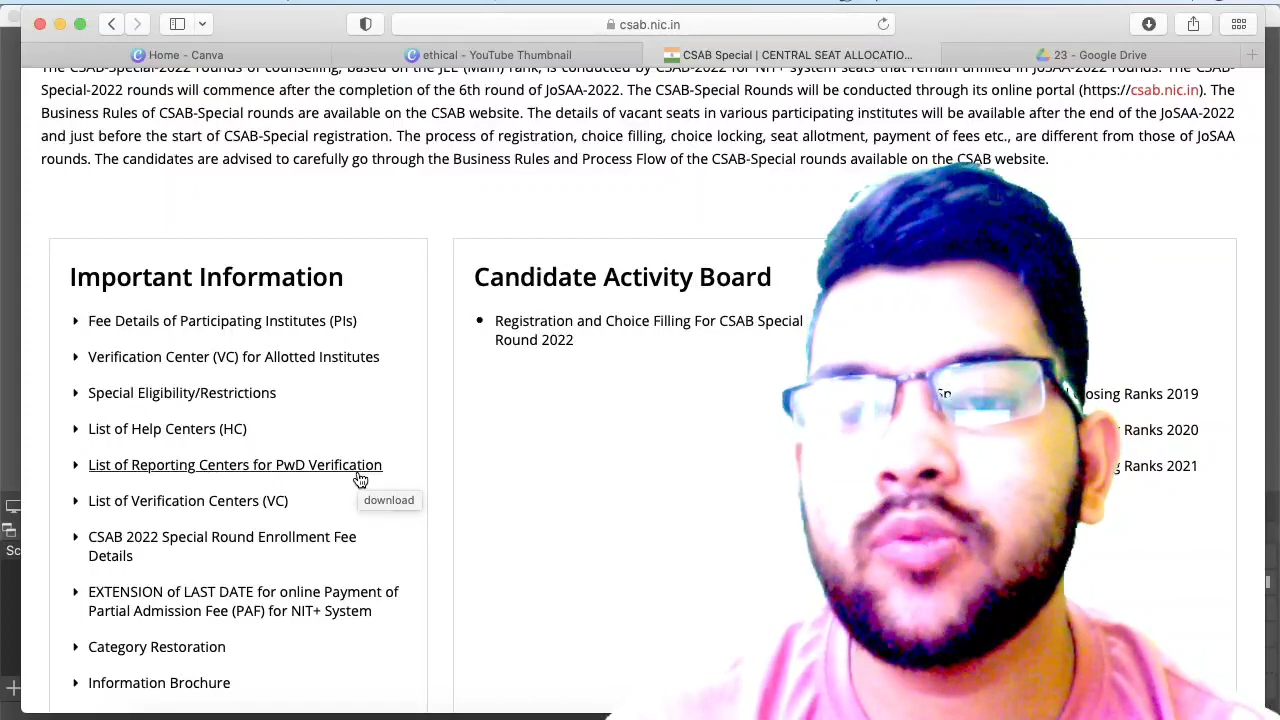 csab.nic.in
Home - Canva
ethical - YouTube Thumbnail
CSAB Special | CENTRAL SEAT ALLOCATIO...
23 - Google Drive
Special-2022 rounds will commence after the completion of the 6th round of JoSAA-2022. The CSAB-Special Rounds will be conducted through its online portal (https://csab.nic.in). The
Business Rules of CSAB-Special rounds are available on the CSAB website. The details of vacant seats in various participating institutes will be available after the end of the JoSAA-2022
and just before the start of CSAB-Special registration. The process of registration, choice filling, choice locking, seat allotment, payment of fees etc., are different from those of JoSAA
rounds. The candidates are advised to carefully go through the Business Rules and Process Flow of the CSAB-Special rounds available on the CSAB website.
Important Information
Fee Details of Participating Institutes (PIs)
Verification Center (VC) for Allotted Institutes
Special Eligibility/Restrictions
List of Help Centers (HC)
List of Reporting Centers for PwD Verification
download
List of Verification Centers (VC)
CSAB 2022 Special Round Enrollment Fee
Details
EXTENSION of LAST DATE for online Payment of
Partial Admission Fee (PAF) for NIT+ System
Category Restoration
Information Brochure
Candidate Activity Board
Registration and Choice Filling For CSAB Special
Round 2022
Ranks 2019
Ranks 2020
Ranks 2021